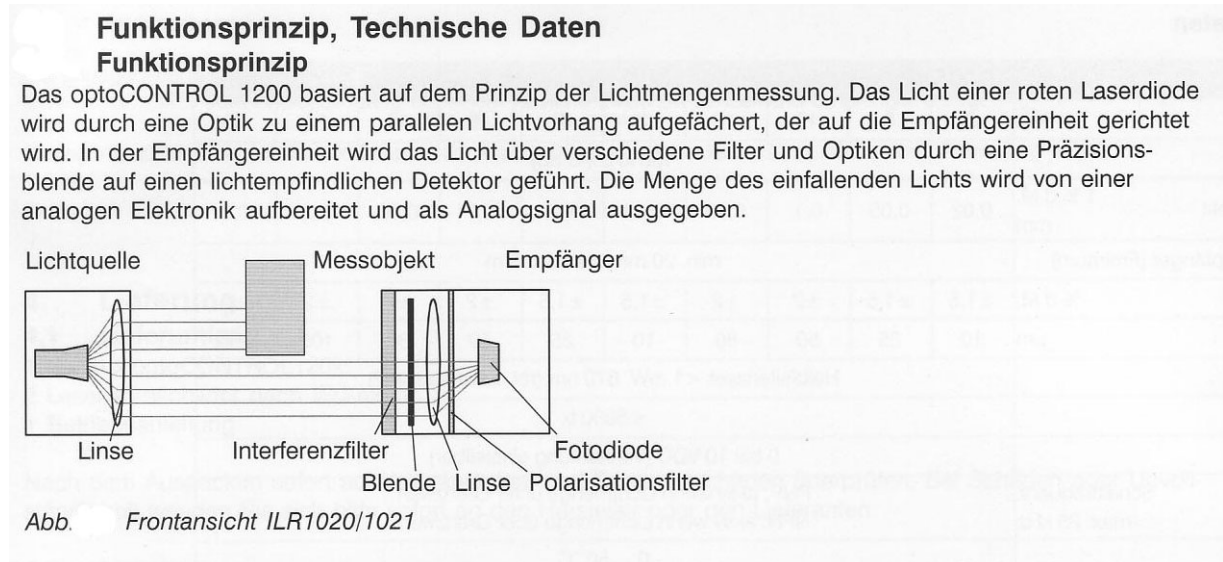 Funktionsprinzip, Technische Daten
Funktionsprinzip
Das optoCONTROL 1200 basiert auf dem Prinzip der Lichtmengenmessung. Das Licht einer roten Laserdiode
wird durch eine Optik zu einem parallelen Lichtvorhang aufgefächert, der auf die Empfängereinheit gerichtet
wird. In der Empfängereinheit wird das Licht über verschiedene Filter und Optiken durch eine Präzisions-
blende auf einen lichtempfindlichen Detektor geführt. Die Menge des einfallenden Lichts wird von einer
analogen Elektronik aufbereitet und als Analogsignal ausgegeben.
Lichtquelle Messobjekt Empfänger
Linse Interferenzfilter Fotodiode
Blende Linse Polarisationsfilter
Abb. Frontansicht ILR1020/1021